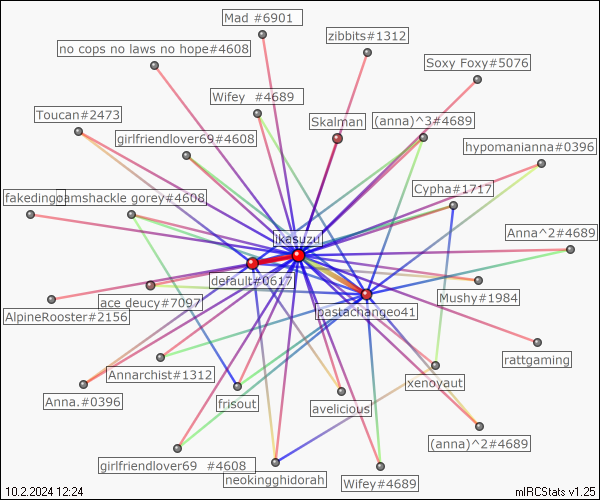 Mad #6901
zibbits#1312
no cops no laws no hope#4608
Soxy Foxy#5076
Wifey  #4689
Toucan#2473
Skalman
(anna)^3#4689
girlfriendlover69#4608
hypomanianna#0396
Cypha#1717
amshackle gorey#4608
Anna^2#4689
ikasuzu
default#0617
ace_deucy#7097
Mushy#1984
pastachangeo41
AlpineRooster#2156
rattgaming
Annarchist#1312
xenoyaut
Anna.#0396
frisout
avelicious
(anna)^2#4689
girlfriendlover69  #4608
neokingghidorah
Wifey#4689
10.2.2024 12:24
mIRCStats v1.25